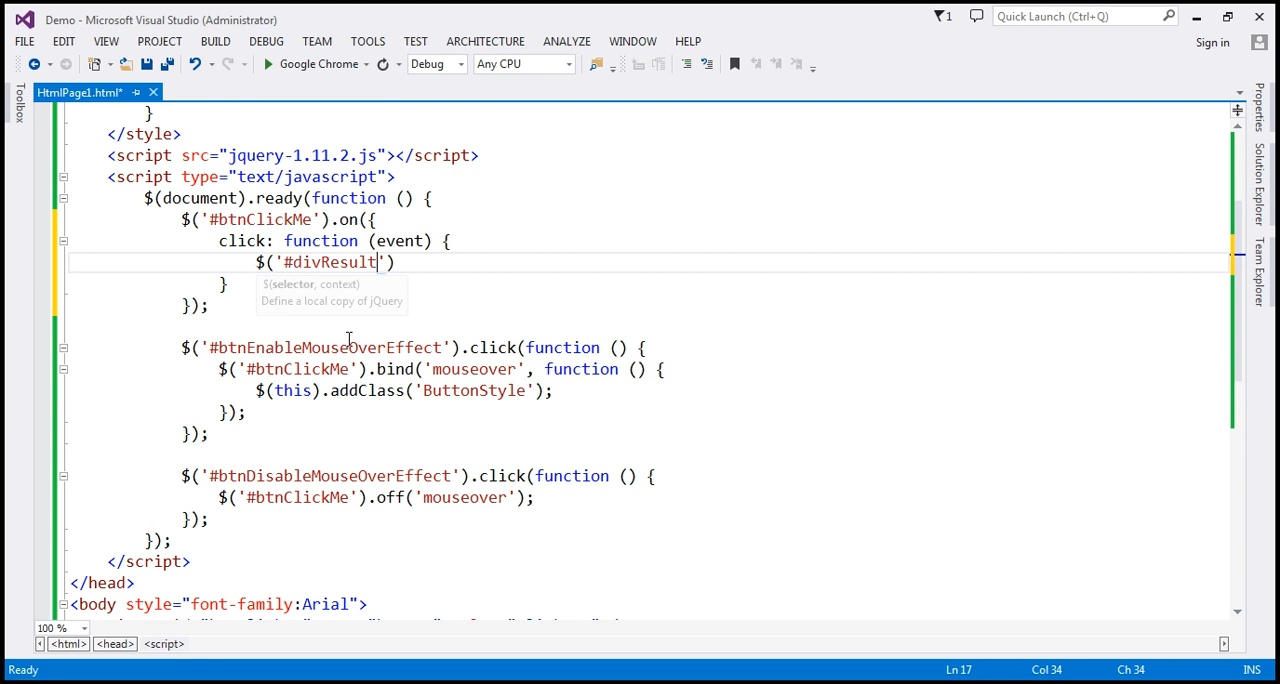 Demo - Microsoft Visual Studio (Administrator)
1
Quick Launch (Ctrl+Q)
FILE EDIT VIEW PROJECT BUILD DEBUG TEAM TOOLS TEST ARCHITECTURE ANALYZE WINDOW HELP
Sign in
Google Chrome
Debug
Any CPU
Toolbox
HtmlPage1.html*
Properties
Solution Explorer
Team Explorer
}
</style>
<script src="jquery-1.11.2.js"></script>
<script type="text/javascript">
$(document).ready(function () {
$('#btnClickMe').on({
click: function (event) {
$('#divResult')
}
$(selector, context)
Define a local copy of jQuery
});
$('#btnEnableMouseOverEffect').click(function () {
$('#btnClickMe').bind('mouseover', function () {
$(this).addClass('ButtonStyle');
});
});
$('#btnDisableMouseOverEffect').click(function () {
$('#btnClickMe').off('mouseover');
});
});
</script>
</head>
<body style="font-family:Arial">
100 %
<html> <head> <script>
Ready
Ln 17
Col 34
Ch 34
INS